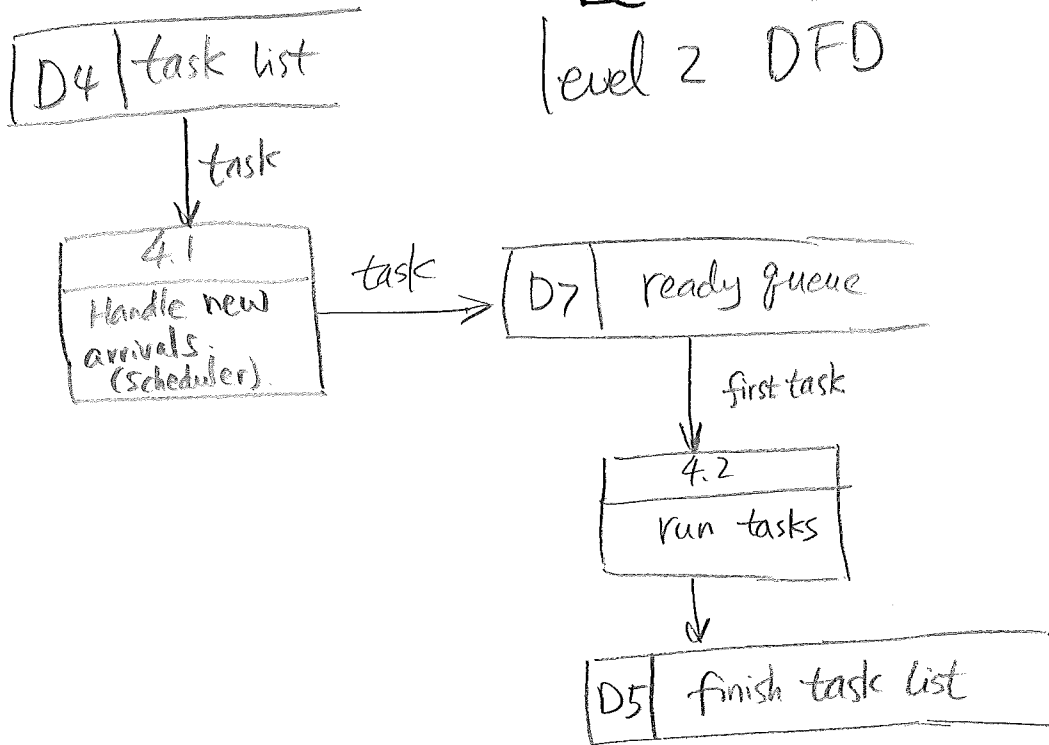 level 2 DFD
D4 task list
task
4.1
Handle new
arrivals.
(scheduler).
task
D7 ready queue
first task
4.2
run tasks
D5 finish task list